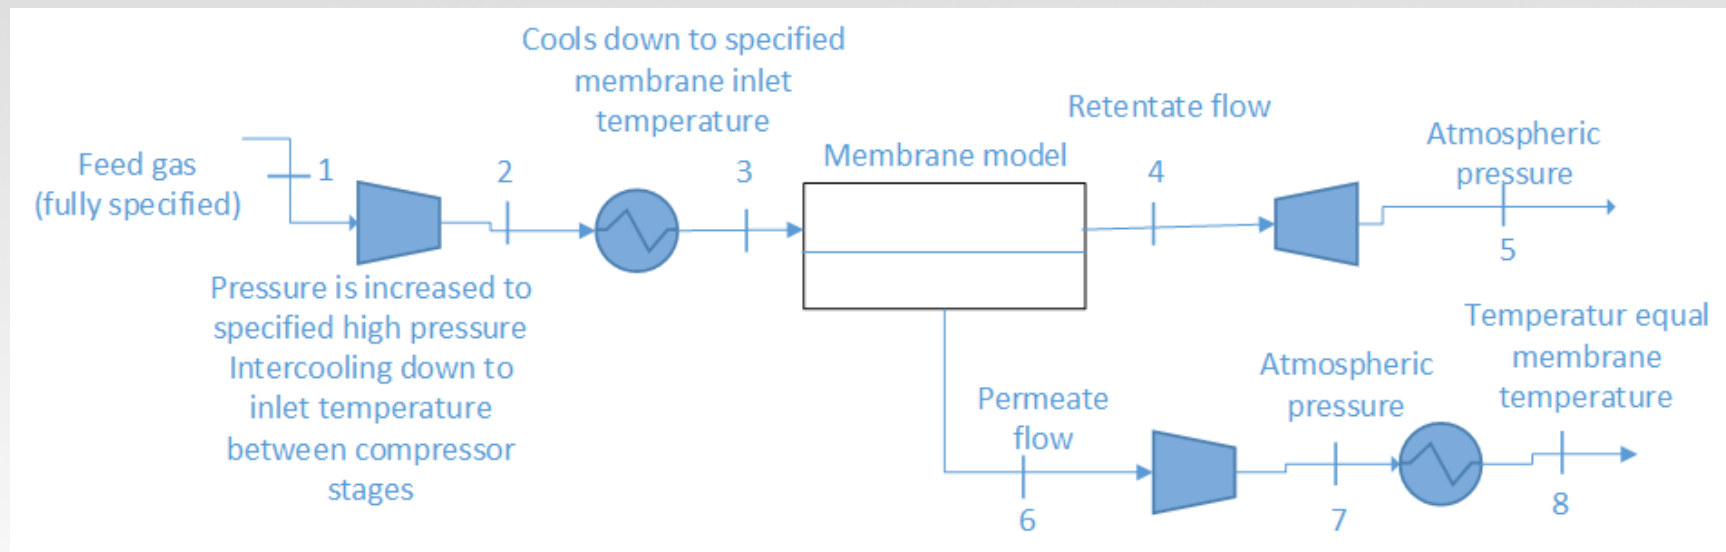 Cools down to specified
membrane inlet
temperature
Feed gas
(fully specified)
1
2
3
Pressure is increased to
specified high pressure
Intercooling down to
inlet temperature
between compressor
stages
Membrane model
Retentate flow
4
Atmospheric
pressure
5
Permeate
flow
6
Atmospheric
pressure
7
Temperatur equal
membrane
temperature
8